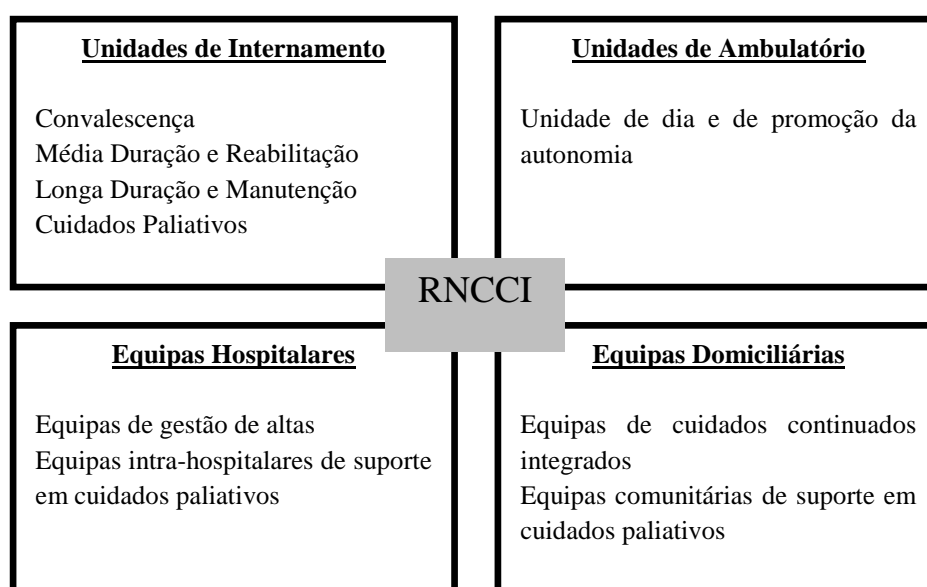 Unidades de Internamento
Convalescença
Média Duração e Reabilitação
Longa Duração e Manutenção
Cuidados Paliativos
Unidades de Ambulatório
Unidade de dia e de promoção da
autonomia
RNCCI
Equipas Hospitalares
Equipas de gestão de altas
Equipas intra-hospitalares de suporte
em cuidados paliativos
Equipas Domiciliárias
Equipas de cuidados continuados
integrados
Equipas comunitárias de suporte em
cuidados paliativos